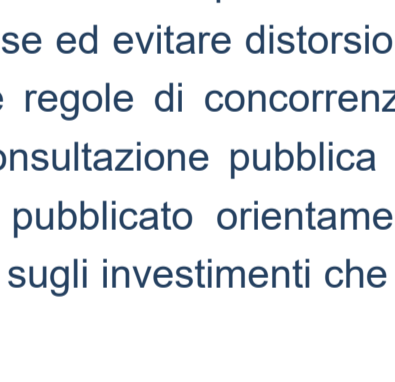 se ed evitare distorsio
e regole di concorrenz
onsultazione pubblica
pubblicato orientame
sugli investimenti che